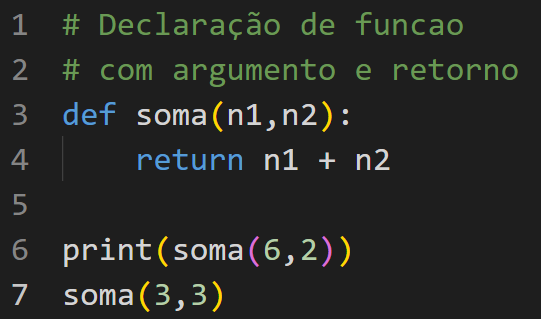 1 # Declaração de funcao
2 # com argumento e retorno
3 def soma(n1,n2):
4     return n1 + n2
5
6 print(soma(6,2))
7 soma(3,3)